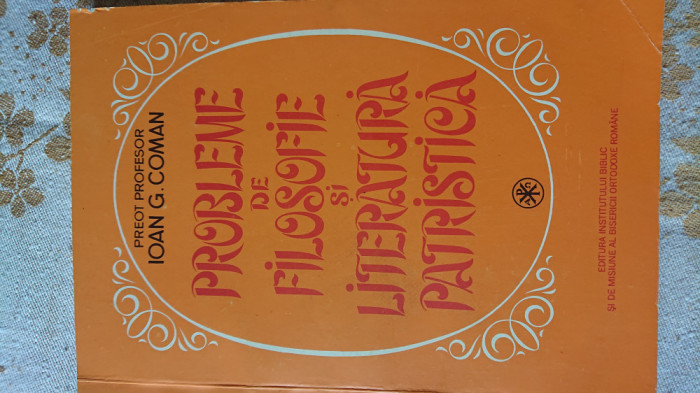 PREOT PROFESOR
IOAN G. COMAN
PROBLEME
DE
FILOSOFIE
ȘI
LITERATURĂ
PATRISTICĂ
EDITURA INSTITUTULUI BIBLIC
ȘI DE MISIUNE AL BISERICII ORTODOXE ROMÂNE